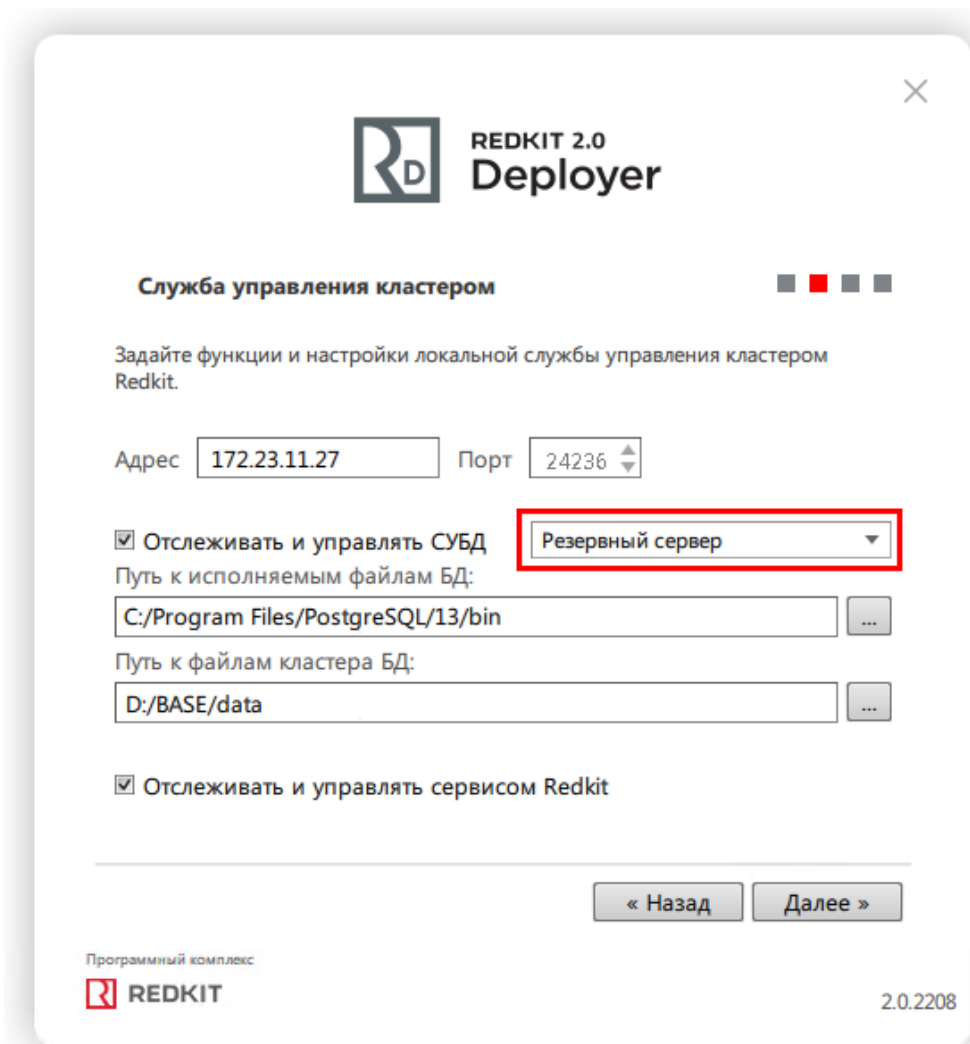 REDKIT 2.0
Deployer
Служба управления кластером
Задайте функции и настройки локальной службы управления кластером
Redkit.
Адрес 172.23.11.27 Порт 24236
Отслеживать и управлять СУБД Резервный сервер
Путь к исполняемым файлам БД:
C:/Program Files/PostgreSQL/13/bin ...
Путь к файлам кластера БД:
D:/BASE/data ...
Отслеживать и управлять сервисом Redkit
« Назад Далее »
Программный комплекс
REDKIT
2.0.2208